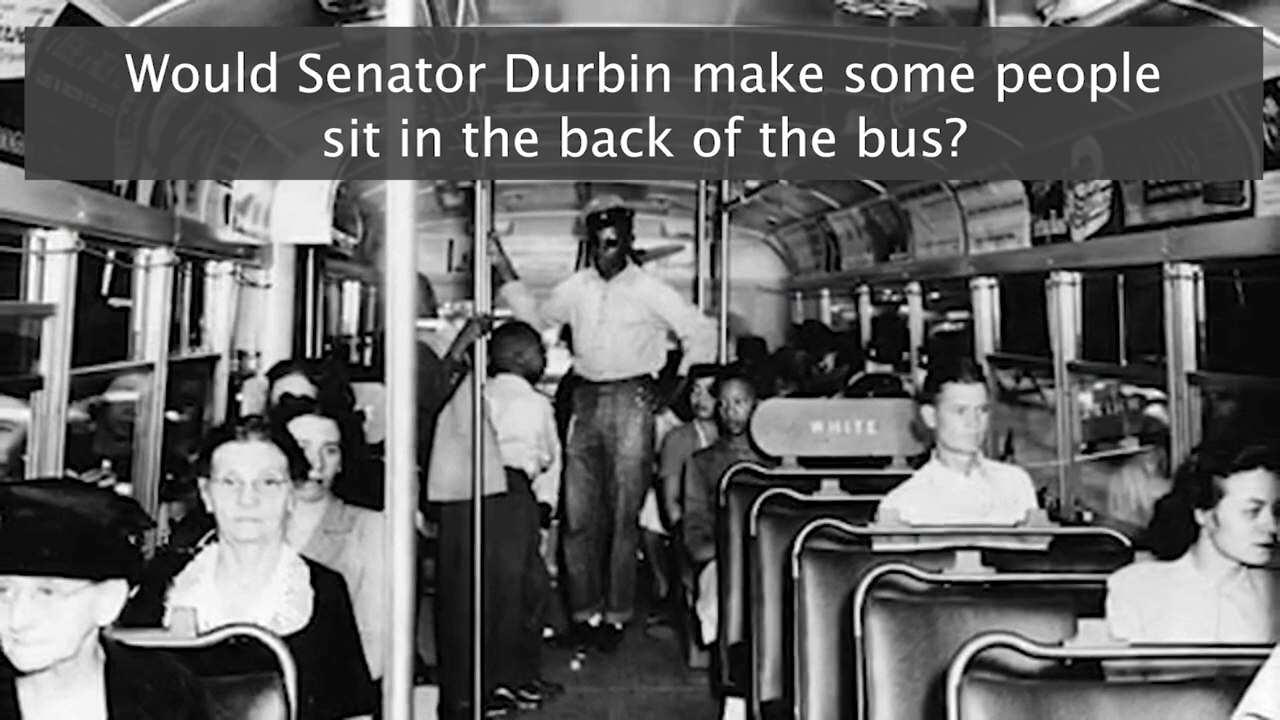 Would Senator Durbin make some people
sit in the back of the bus?
WHITE